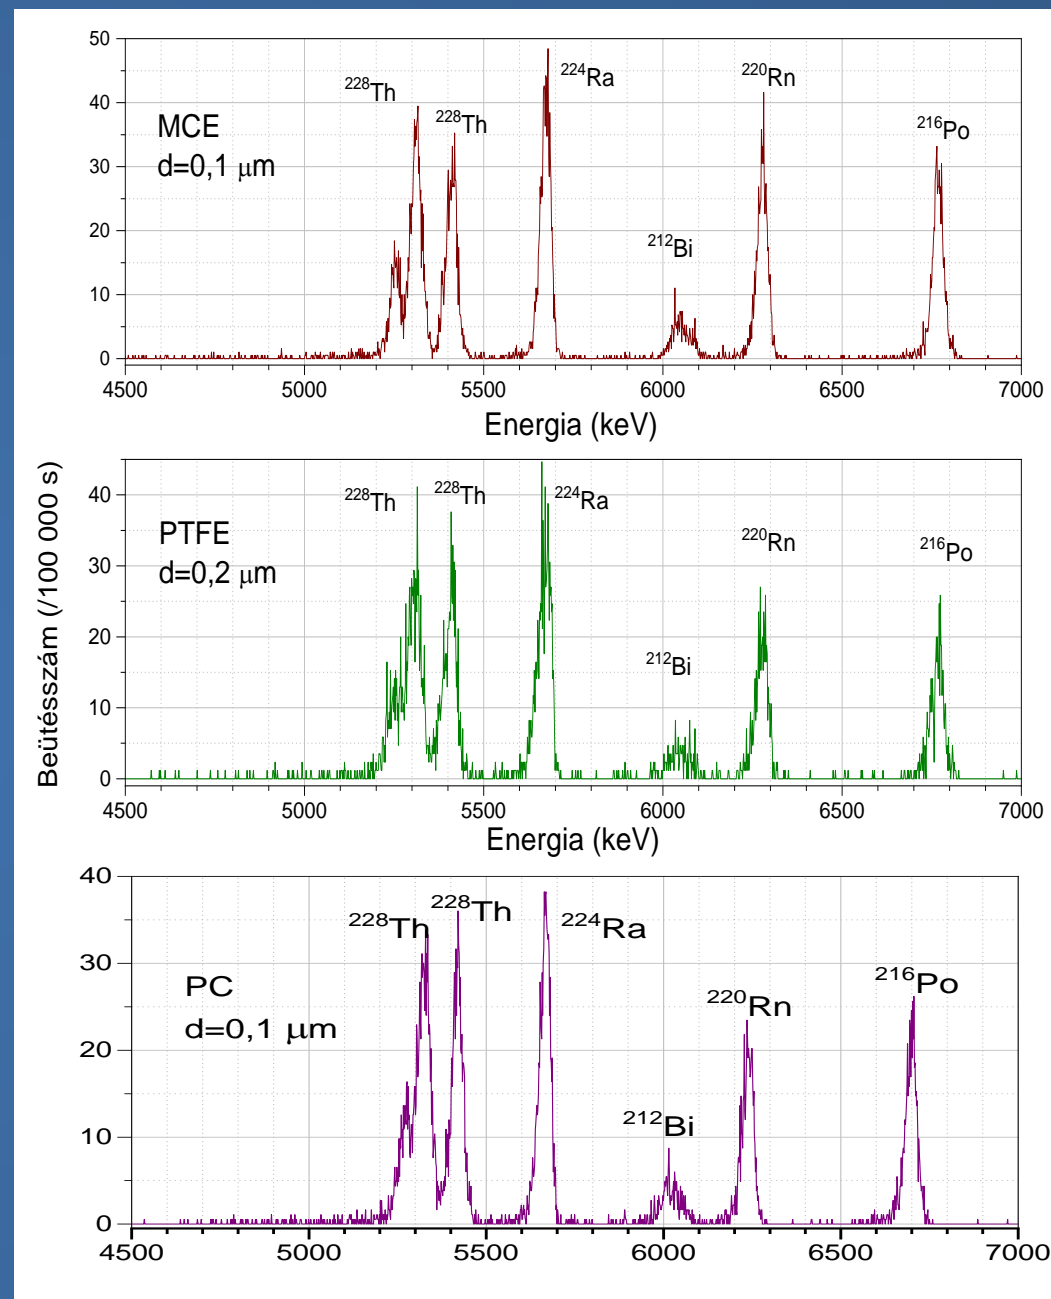 50
40
30
20
10
0
MCE
d=0,1 μm
²²⁸Th
²²⁸Th
²²⁴Ra
²¹²Bi
²²⁰Rn
²¹⁶Po
4500 5000 5500 6000 6500 7000
Energia (keV)
Beütésszám (/100 000 s)
40
30
20
10
0
PTFE
d=0,2 μm
²²⁸Th
²²⁸Th
²²⁴Ra
²¹²Bi
²²⁰Rn
²¹⁶Po
4500 5000 5500 6000 6500 7000
Energia (keV)
40
30
20
10
0
PC
d=0,1 μm
²²⁸Th
²²⁸Th
²²⁴Ra
²¹²Bi
²²⁰Rn
²¹⁶Po
4500 5000 5500 6000 6500 7000